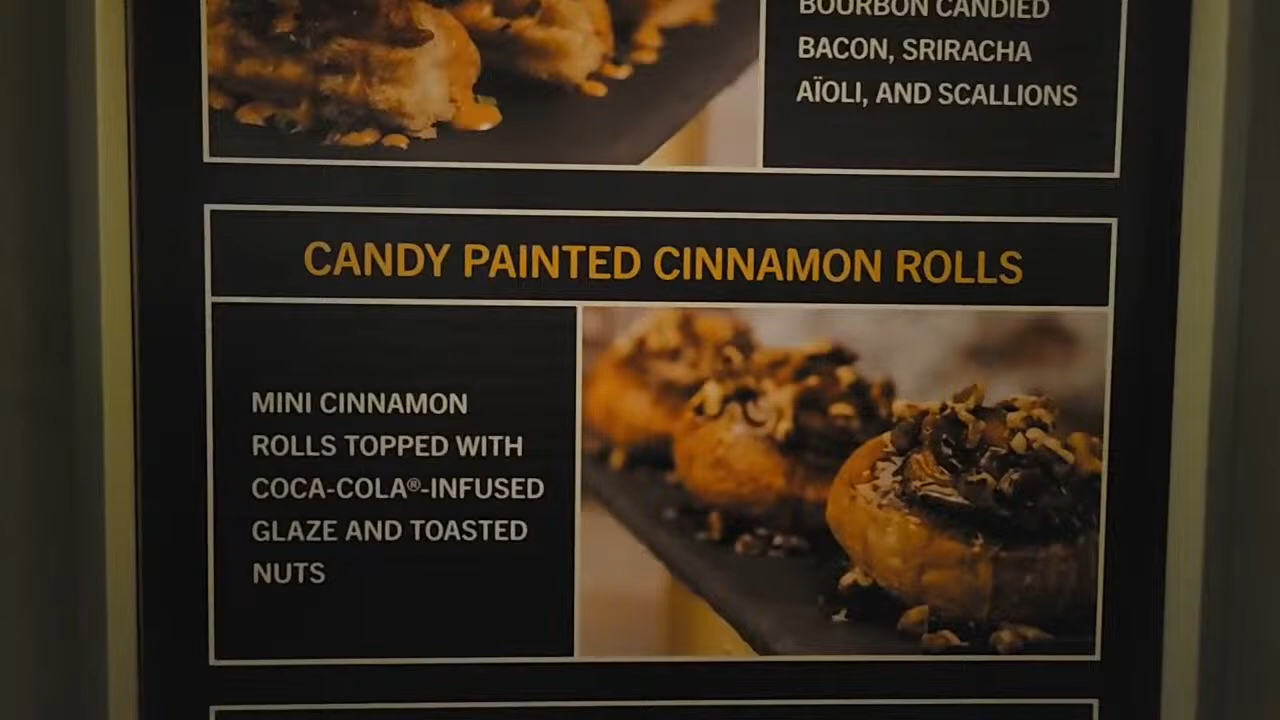 BOURBON CANDIED
BACON, SRIRACHA
AÏOLI, AND SCALLIONS
CANDY PAINTED CINNAMON ROLLS
MINI CINNAMON
ROLLS TOPPED WITH
COCA-COLA®-INFUSED
GLAZE AND TOASTED
NUTS